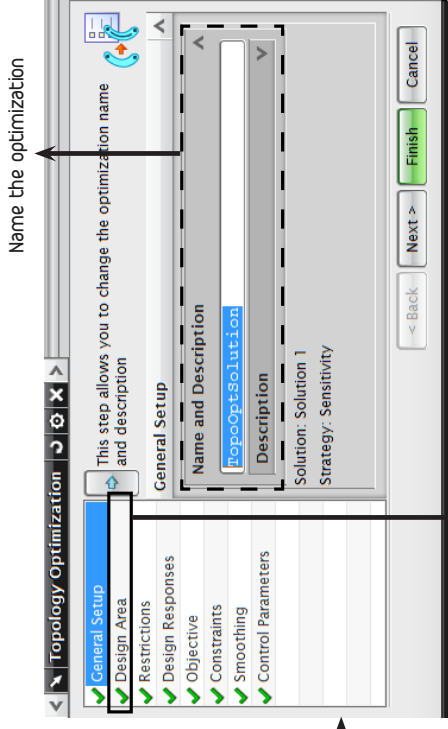 Name the optimization
Topology Optimization
General Setup
Design Area
Restrictions
Design Responses
Objective
Constraints
Smoothing
Control Parameters
This step allows you to change the optimization name
and description
General Setup
Name and Description
TopoOptSolution
Description
Solution: Solution 1
Strategy: Sensitivity
< Back
Next >
Finish
Cancel